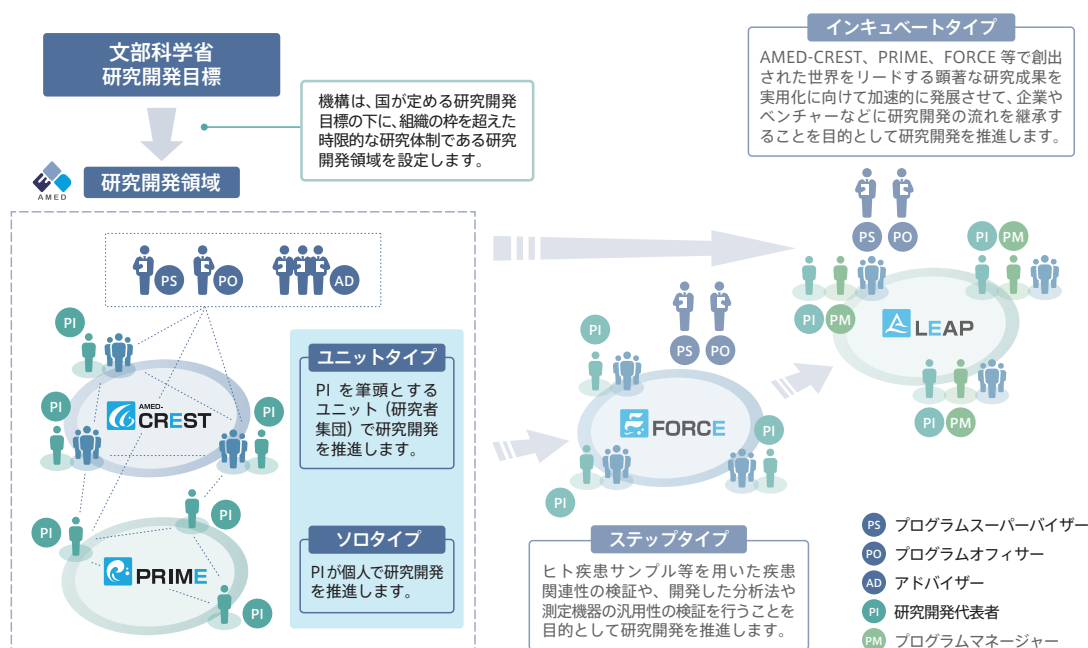 文部科学省
研究開発目標
機構は、国が定める研究開発
目標の下に、組織の枠を超えた
時限的な研究体制である研究
開発領域を設定します。
AMED
研究開発領域
インキュベートタイプ
AMED-CREST、PRIME、FORCE 等で創出
された世界をリードする顕著な研究成果を
実用化に向けて加速的に発展させて、企業や
ベンチャーなどに研究開発の流れを継承す
ることを目的として研究開発を推進します。
PS
PO
AD
PI
PI
PI
AMED-
CREST
PI
PI
PI
PRIME
ユニットタイプ
PI を筆頭とする
ユニット（研究者
集団）で研究開発
を推進します。
ソロタイプ
PIが個人で研究開発
を推進します。
PS
PO
PI
FORCE
PI
PI
ステップタイプ
ヒト疾患サンプル等を用いた疾患
関連性の検証や、開発した分析法や
測定機器の汎用性の検証を行うことを
目的として研究開発を推進します。
PS
PO
PI
PM
PI
PM
LEAP
PI
PM
PS プログラムスーパーバイザー
PO プログラムオフィサー
AD アドバイザー
PI 研究開発代表者
PM プログラムマネージャー